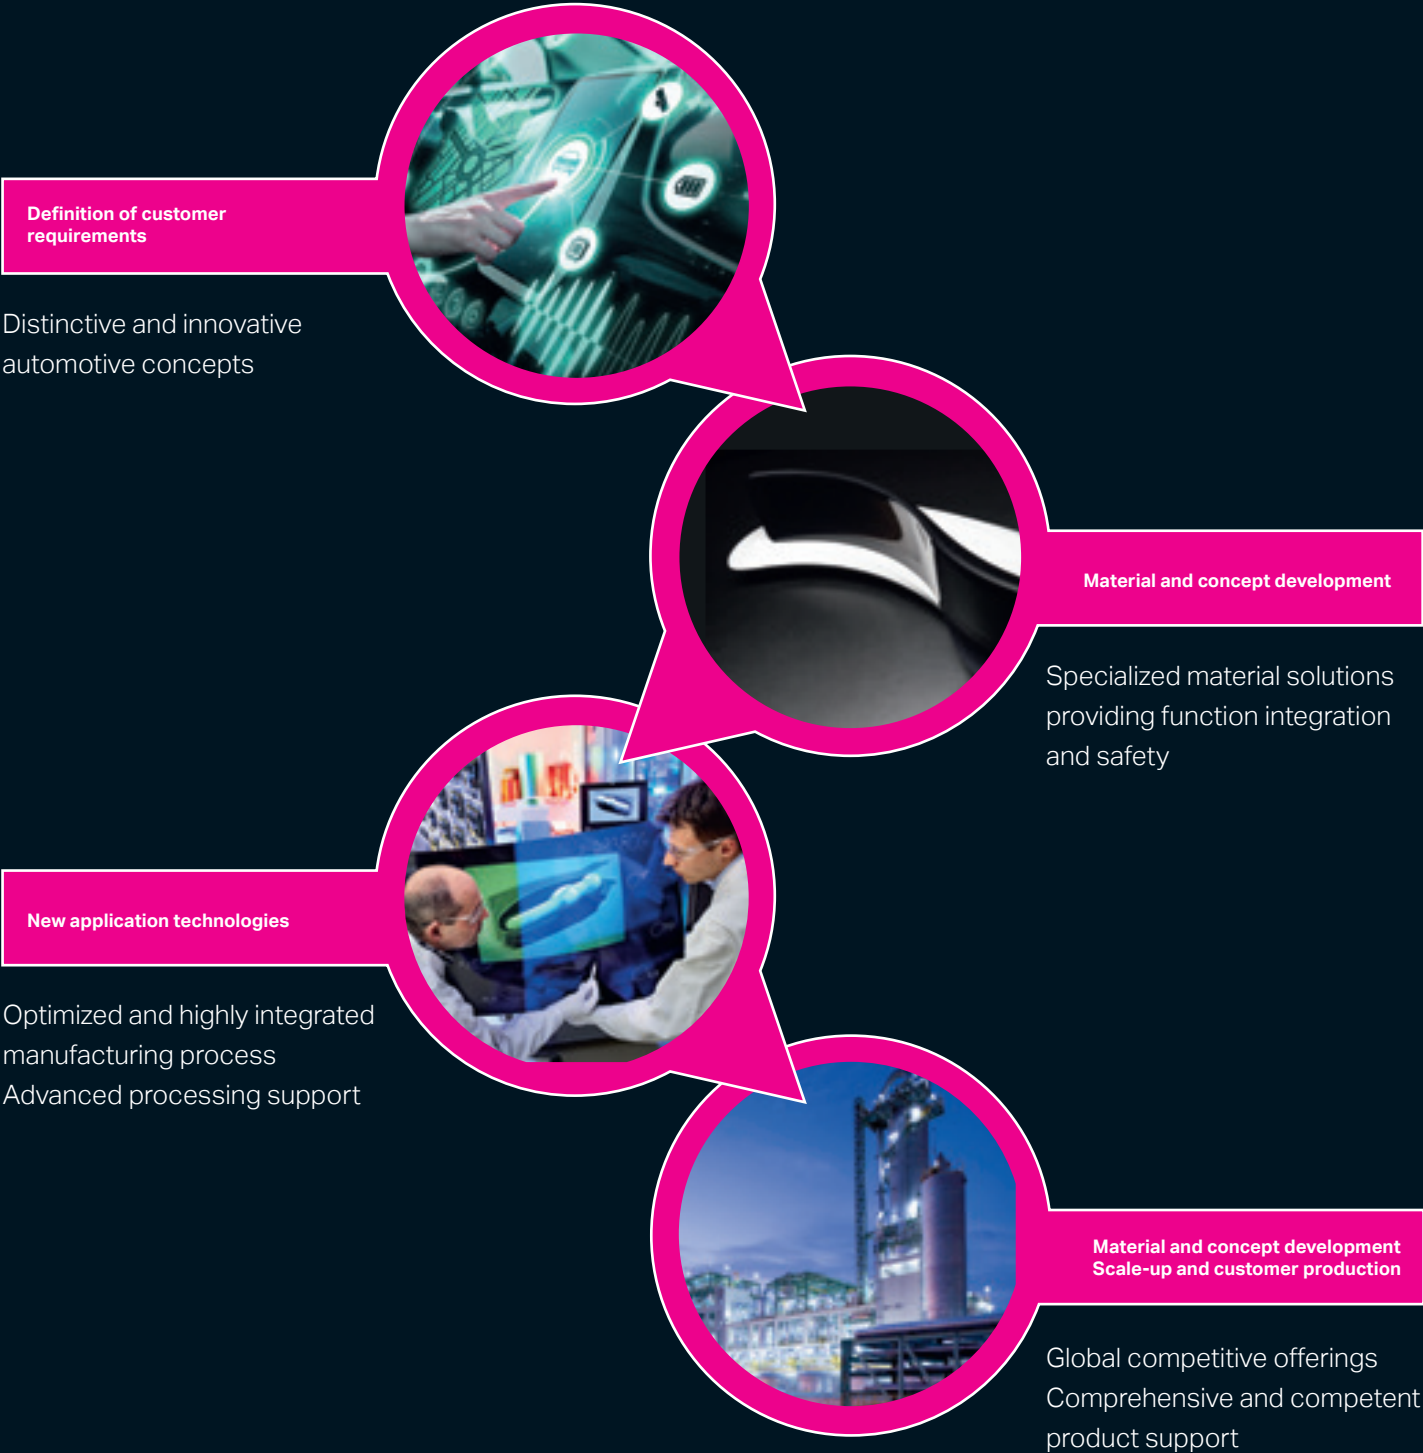 Definition of customer
requirements
Distinctive and innovative
automotive concepts
Material and concept development
Specialized material solutions
providing function integration
and safety
New application technologies
Optimized and highly integrated
manufacturing process
Advanced processing support
Material and concept development
Scale-up and customer production
Global competitive offerings
Comprehensive and competent
product support